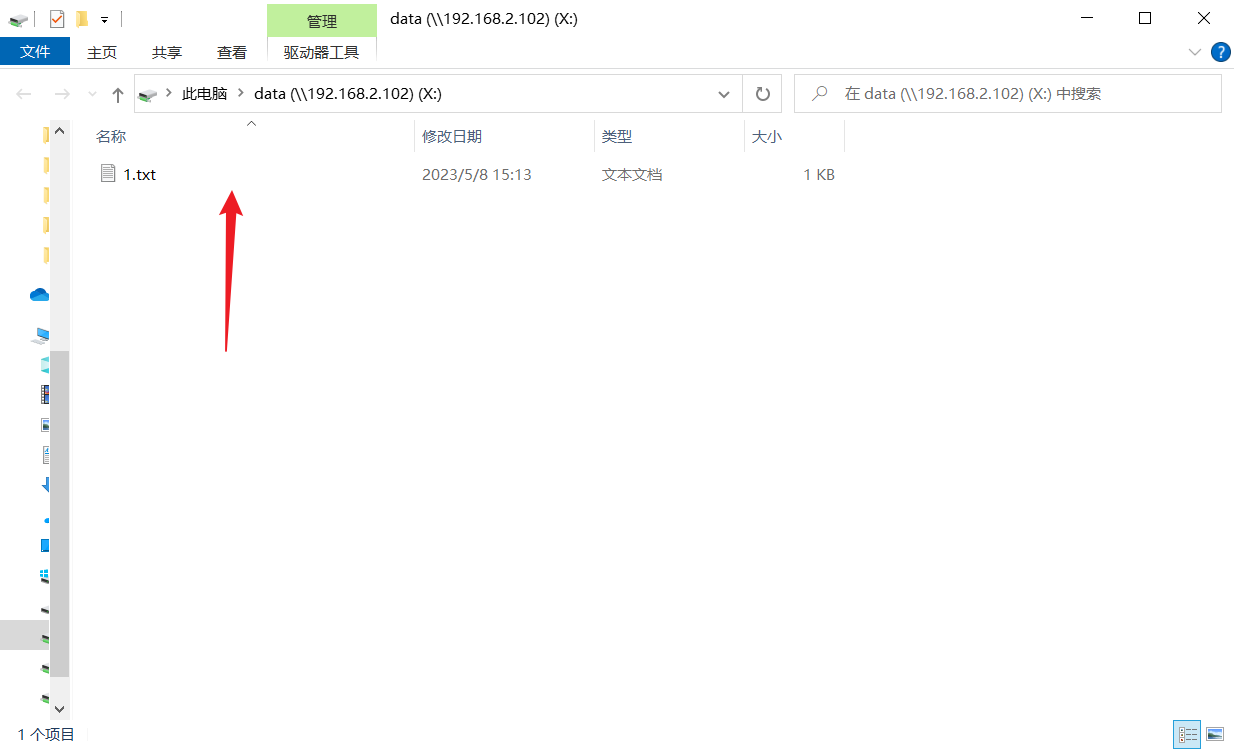 管理
data (\\192.168.2.102) (X:)
文件
主页
共享
查看
驱动器工具
此电脑 data (\\192.168.2.102) (X:)
在 data (\\192.168.2.102) (X:) 中搜索
名称
修改日期
类型
大小
1.txt
2023/5/8 15:13
文本文档
1 KB
1 个项目